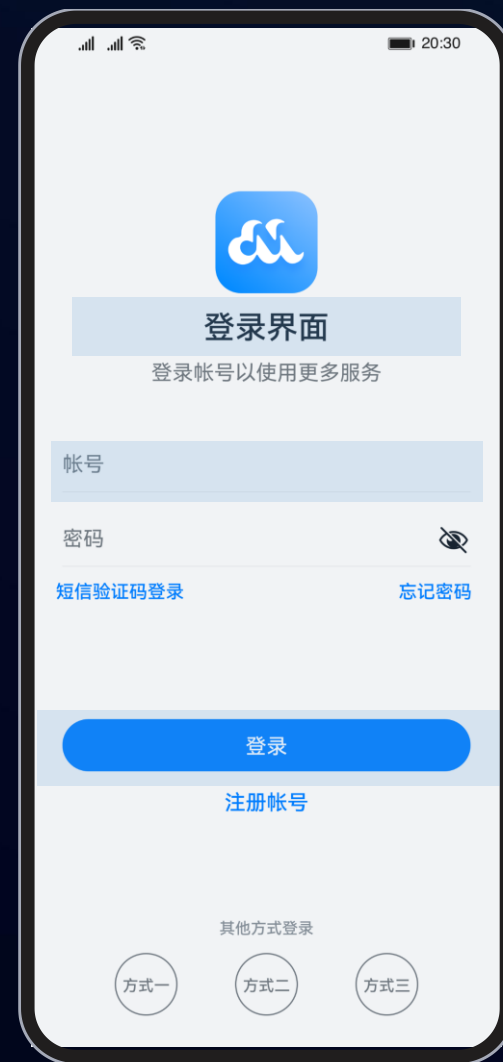 20:30
登录界面
登录帐号以使用更多服务
帐号
密码
短信验证码登录 忘记密码
登录
注册帐号
其他方式登录
方式一 方式二 方式三